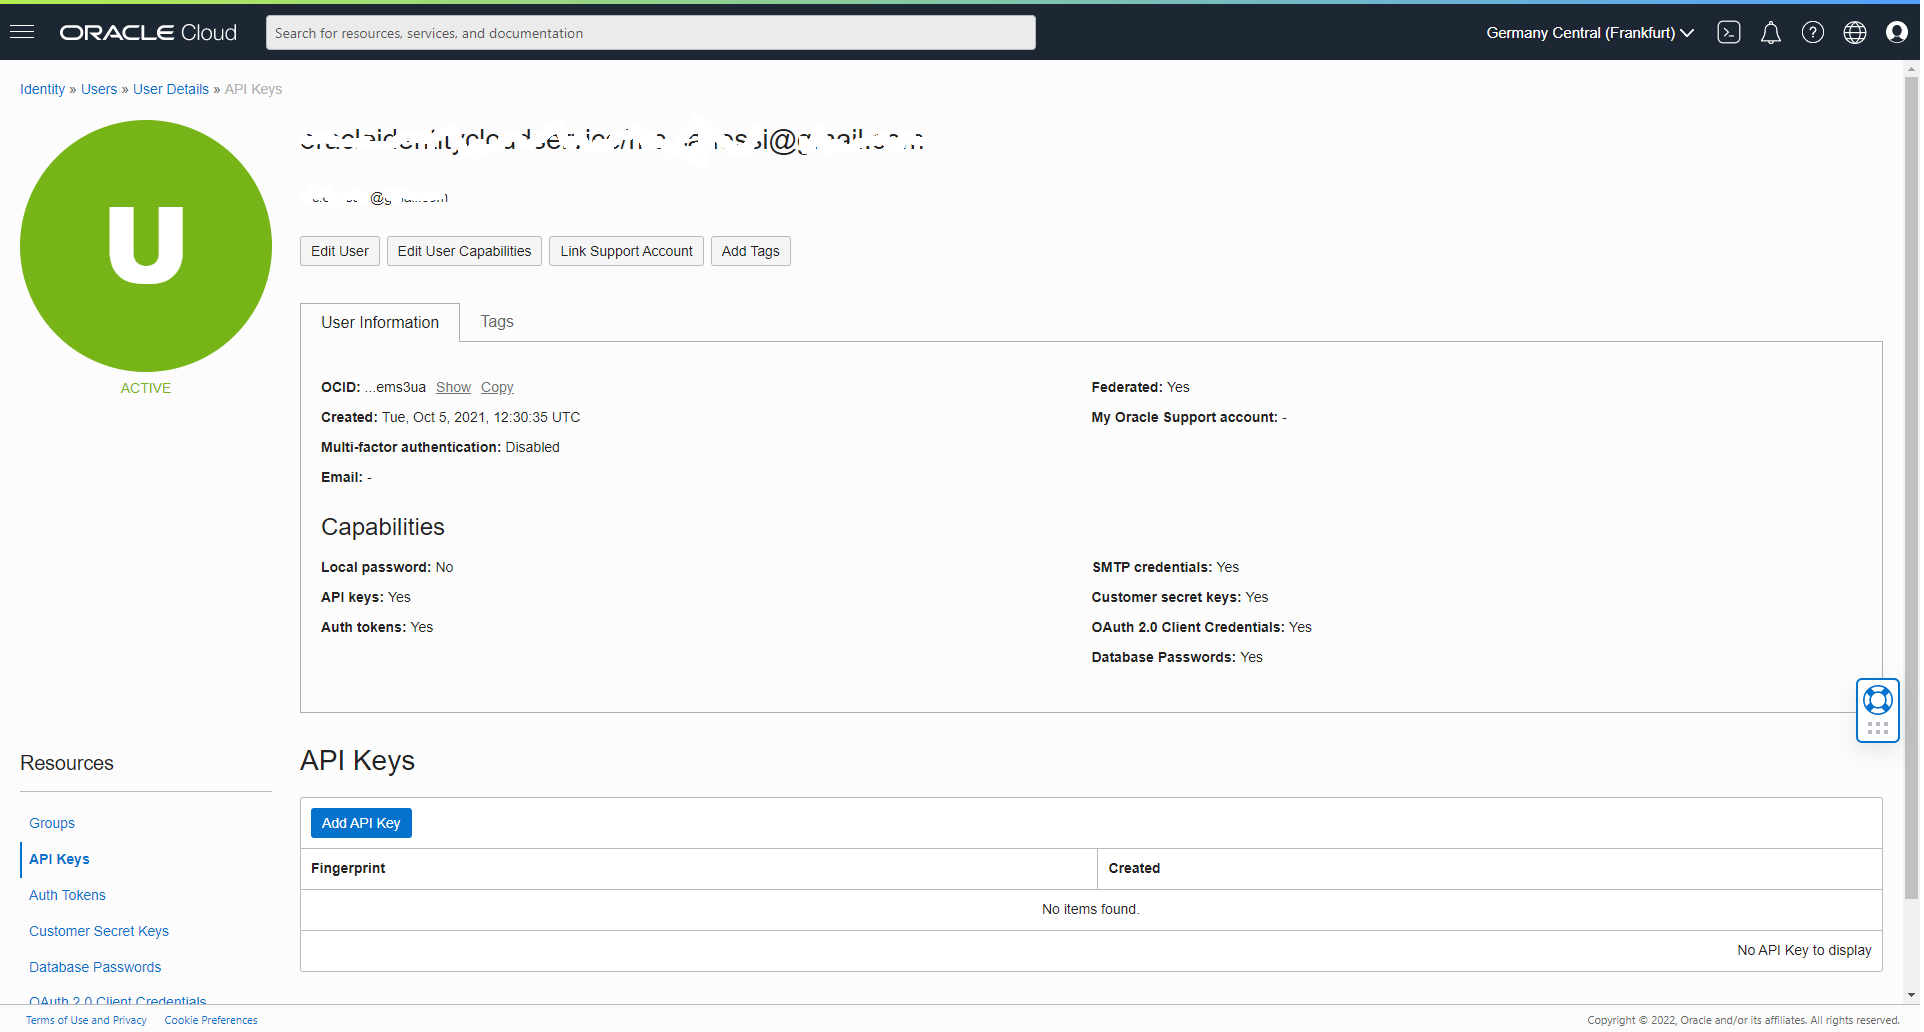 ORACLE Cloud
Search for resources, services, and documentation
Germany Central (Frankfurt)
Identity » Users » User Details » API Keys
U
ACTIVE
Edit User
Edit User Capabilities
Link Support Account
Add Tags
User Information
Tags
OCID: ...ems3ua Show Copy
Created: Tue, Oct 5, 2021, 12:30:35 UTC
Multi-factor authentication: Disabled
Email: -
Federated: Yes
My Oracle Support account: -
Capabilities
Local password: No
API keys: Yes
Auth tokens: Yes
SMTP credentials: Yes
Customer secret keys: Yes
OAuth 2.0 Client Credentials: Yes
Database Passwords: Yes
Resources
Groups
API Keys
Auth Tokens
Customer Secret Keys
Database Passwords
OAuth 2.0 Client Credentials
API Keys
Add API Key
Fingerprint
Created
No items found.
No API Key to display
Terms of Use and Privacy
Cookie Preferences
Copyright © 2022, Oracle and/or its affiliates. All rights reserved.